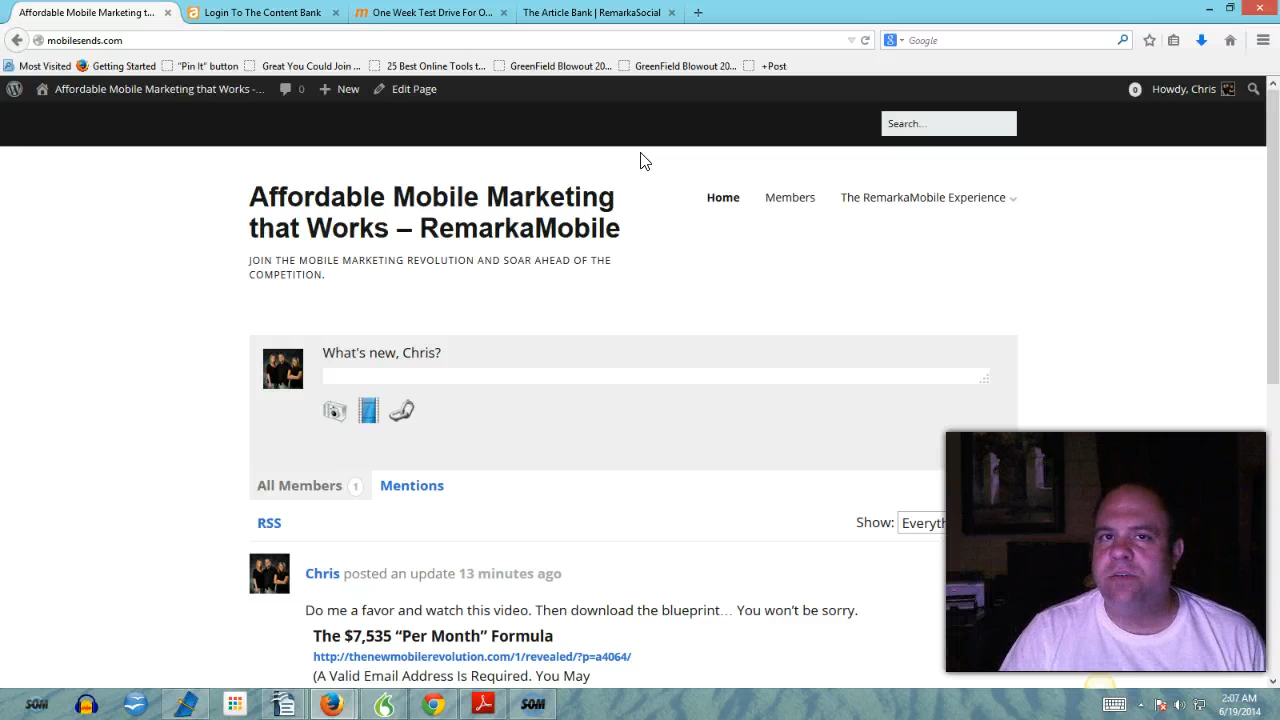 Affordable Mobile Marketing t...
Login To The Content Bank
One Week Test Drive For O...
The Article Bank | RemarkaSocial
mobilesends.com
Google
Most Visited
Getting Started
"Pin It" button
Great You Could Join ...
25 Best Online Tools t...
GreenField Blowout 20...
GreenField Blowout 20...
+Post
Affordable Mobile Marketing that Works -...
0
New
Edit Page
0
Howdy, Chris
Search...
Affordable Mobile Marketing
that Works – RemarkaMobile
JOIN THE MOBILE MARKETING REVOLUTION AND SOAR AHEAD OF THE
COMPETITION.
Home
Members
The RemarkaMobile Experience
What's new, Chris?
All Members 1
Mentions
RSS
Show:
Everyth
Chris posted an update 13 minutes ago
Do me a favor and watch this video. Then download the blueprint… You won't be sorry.
The $7,535 “Per Month” Formula
http://thenewmobilerevolution.com/1/revealed/?p=a4064/
(A Valid Email Address Is Required. You May
SOM
SOM
2:07 AM
6/19/2014